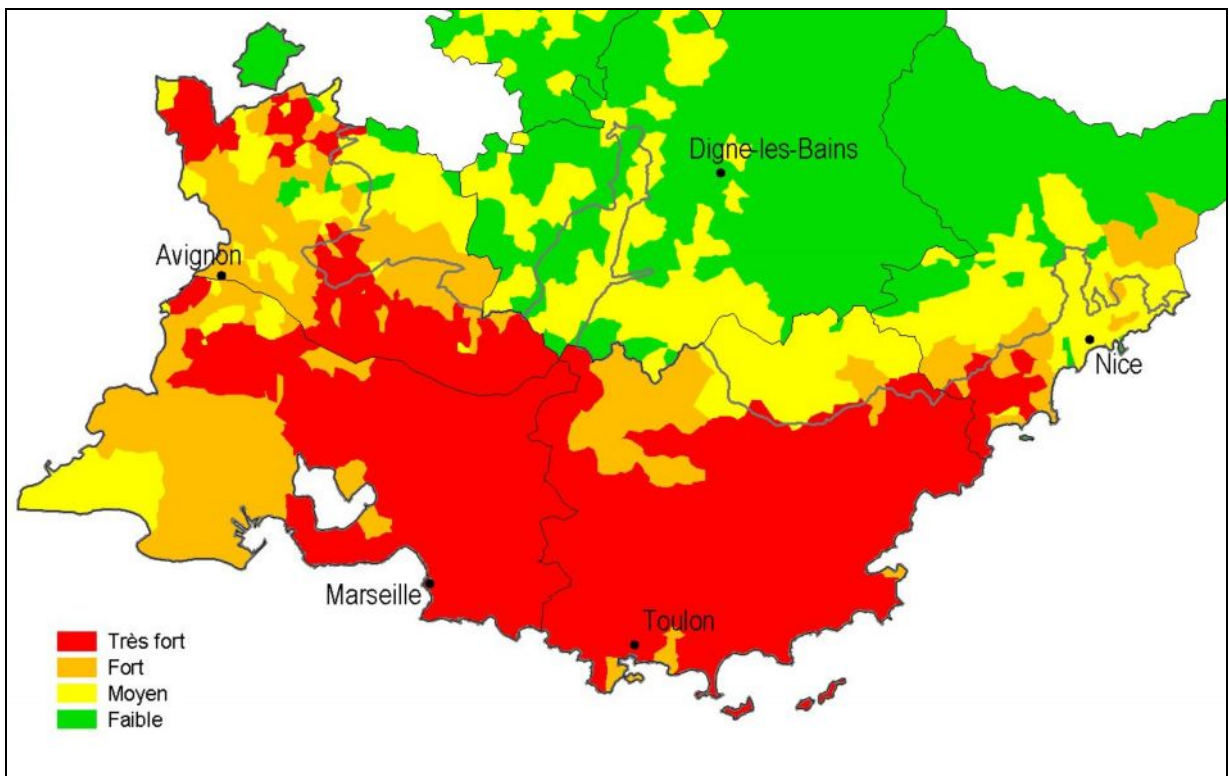 Digne-les-Bains
Avignon
Nice
Marseille
Toulon
Très fort
Fort
Moyen
Faible